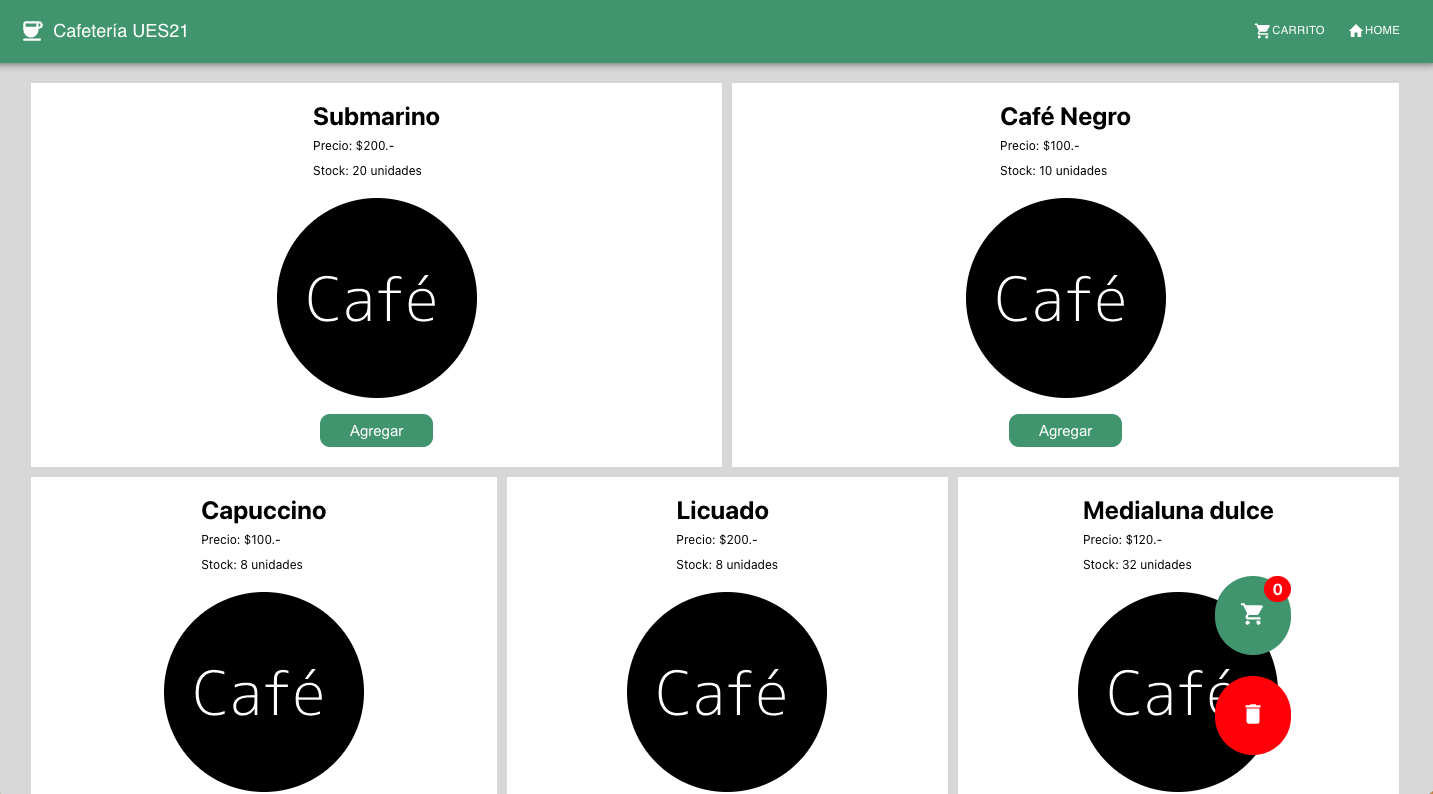 Cafetería UES21
CARRITO
HOME
Submarino
Precio: $200.-
Stock: 20 unidades
Café
Agregar
Café Negro
Precio: $100.-
Stock: 10 unidades
Café
Agregar
Capuccino
Precio: $100.-
Stock: 8 unidades
Café
Licuado
Precio: $200.-
Stock: 8 unidades
Café
Medialuna dulce
Precio: $120.-
Stock: 32 unidades
0
Café